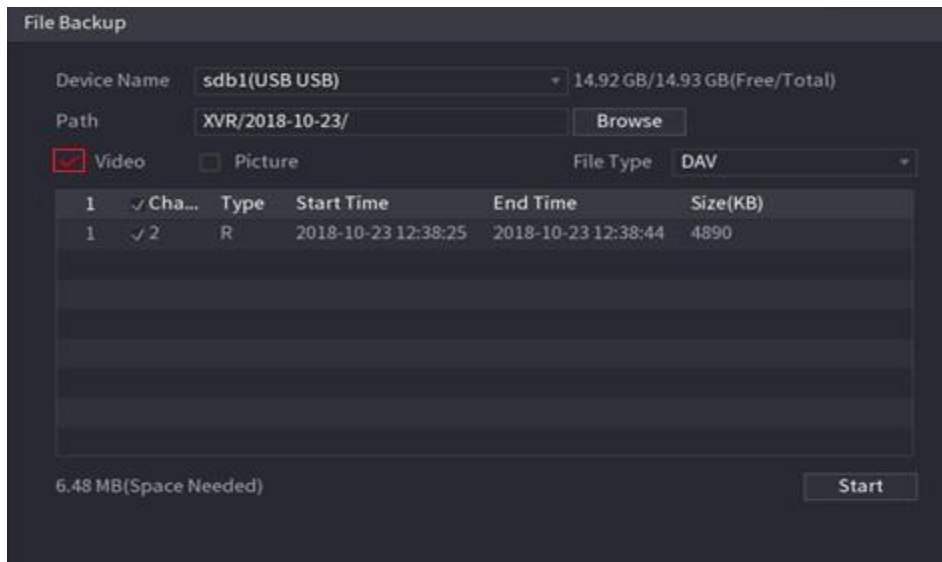 File Backup
Device Name sdb1(USB USB) 14.92 GB/14.93 GB(Free/Total)
Path XVR/2018-10-23/ Browse
Video Picture File Type DAV
1 Cha... Type Start Time End Time Size(KB)
1 2 R 2018-10-23 12:38:25 2018-10-23 12:38:44 4890
6.48 MB(Space Needed) Start